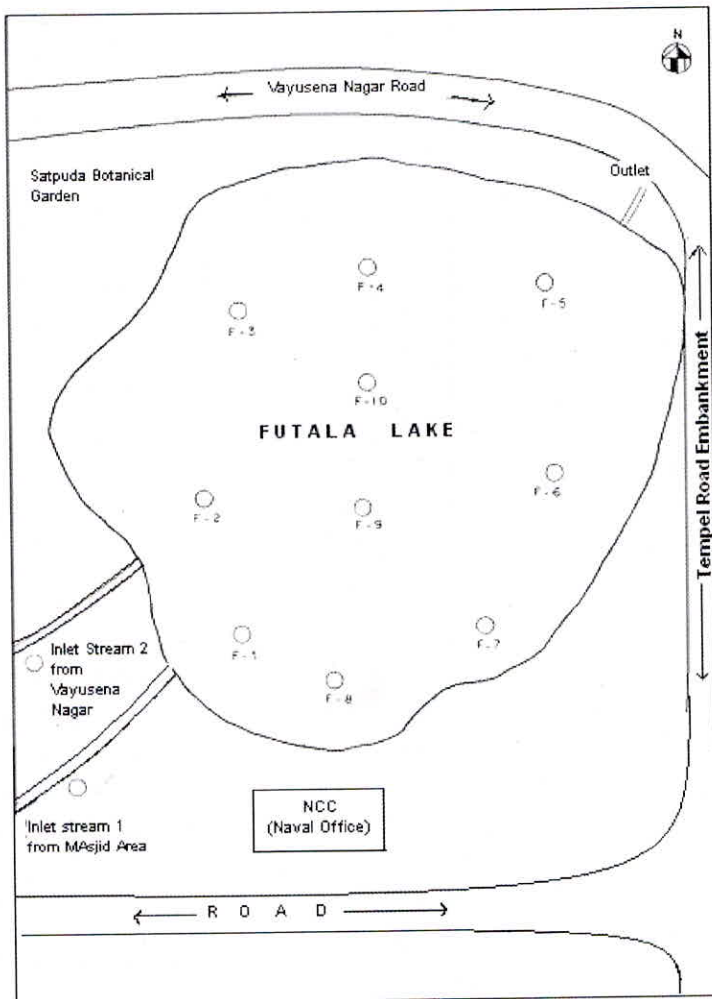 N
Vayusena Nagar Road
Satpuda Botanical
Garden
Outlet
F-4
F-5
F-3
F-10
FUTALA LAKE
F-6
F-2
F-9
Tempel Road Embankment
F-7
F-1
Inlet Stream 2
from
Vayusena
Nagar
F-8
NCC
(Naval Office)
Inlet stream 1
from MAsjid Area
R O A D